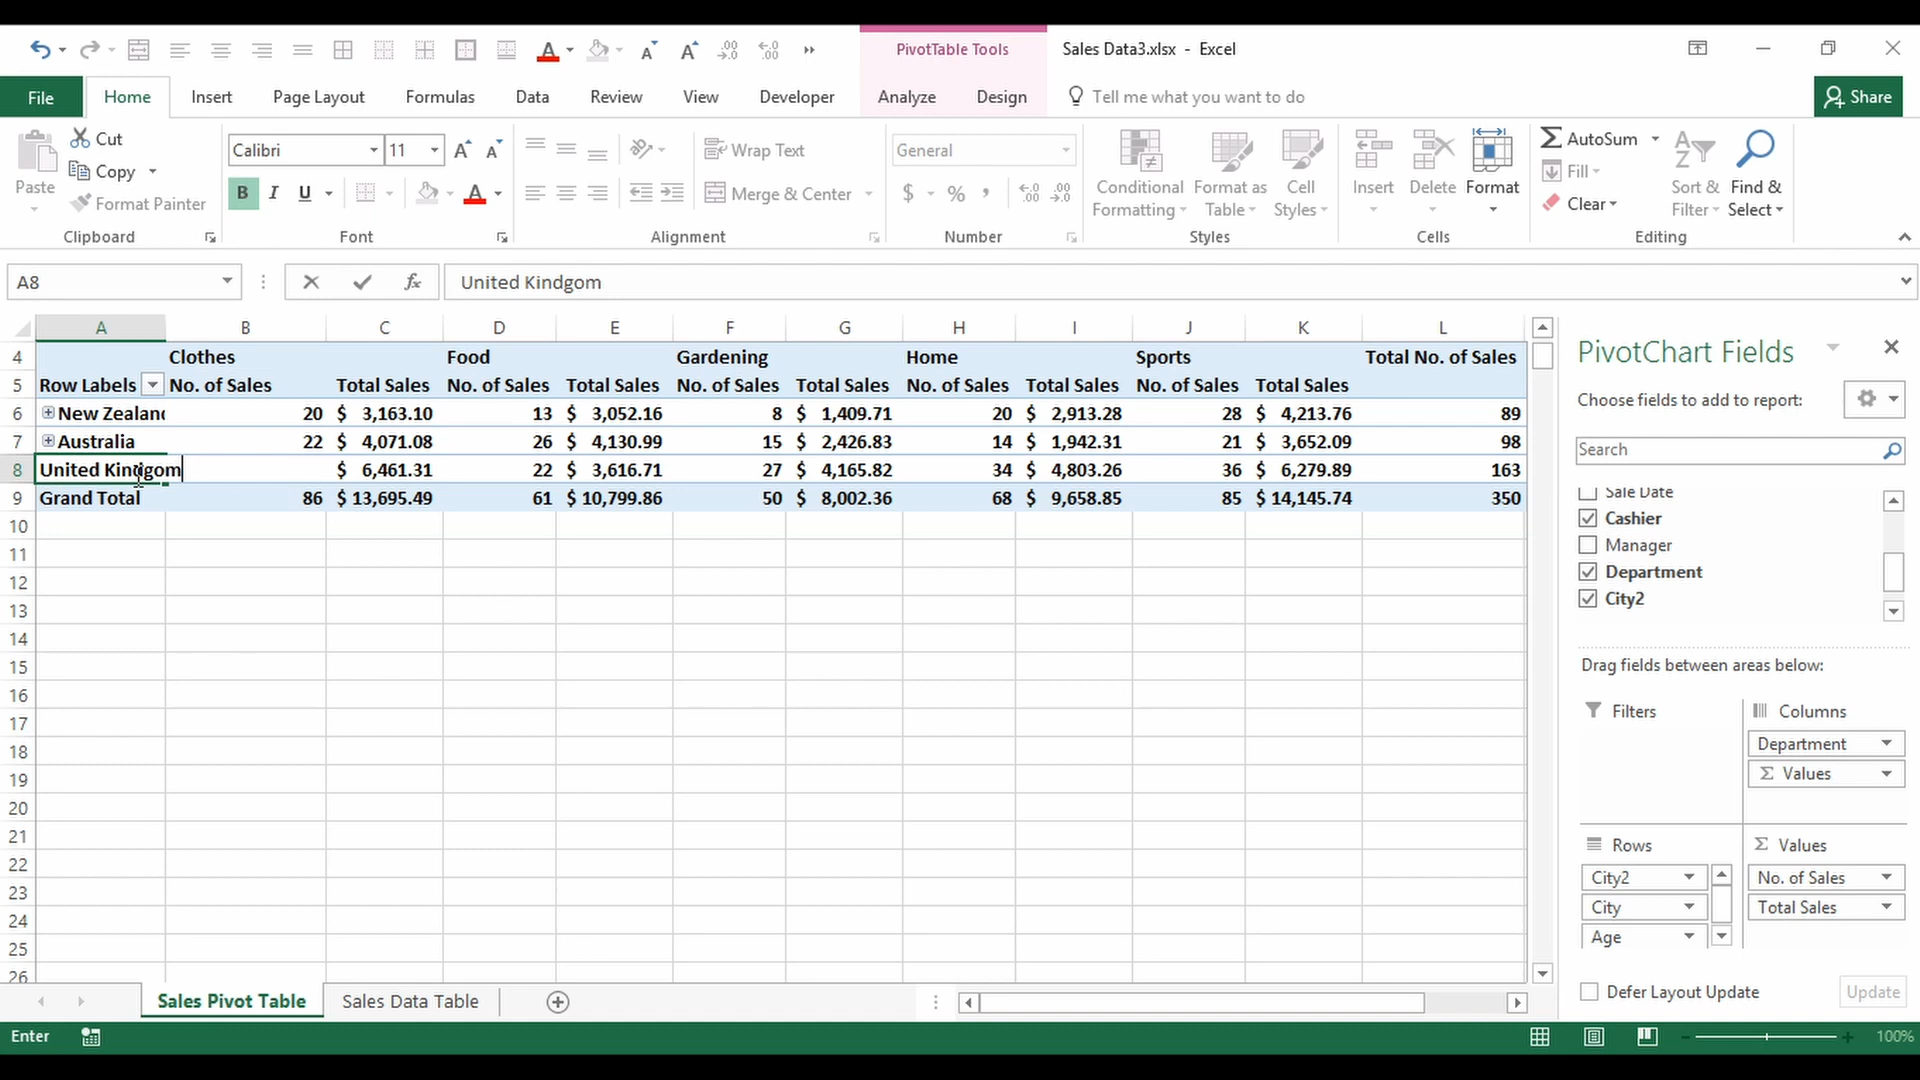 PivotTable Tools Sales Data3.xlsx - Excel
File Home Insert Page Layout Formulas Data Review View Developer Analyze Design Tell me what you want to do Share
Paste Cut Copy Format Painter
Clipboard
Calibri 11
B I U
Font
Wrap Text
Merge & Center
Alignment
General
$ %
Number
Conditional Formatting
Format as Table
Cell Styles
Styles
Insert Delete Format
Cells
AutoSum
Fill
Clear
Sort & Filter
Find & Select
Editing
A8 fx United Kindgom
A B C D E F G H I J K L
4 Clothes Food Gardening Home Sports Total No. of Sales
5 Row Labels No. of Sales Total Sales No. of Sales Total Sales No. of Sales Total Sales No. of Sales Total Sales No. of Sales Total Sales
6 New Zealand 20 $ 3,163.10 13 $ 3,052.16 8 $ 1,409.71 20 $ 2,913.28 28 $ 4,213.76 89
7 Australia 22 $ 4,071.08 26 $ 4,130.99 15 $ 2,426.83 14 $ 1,942.31 21 $ 3,652.09 98
8 United Kindgom $ 6,461.31 22 $ 3,616.71 27 $ 4,165.82 34 $ 4,803.26 36 $ 6,279.89 163
9 Grand Total 86 $ 13,695.49 61 $ 10,799.86 50 $ 8,002.36 68 $ 9,658.85 85 $ 14,145.74 350
10
11
12
13
14
15
16
17
18
19
20
21
22
23
24
25
26
PivotChart Fields
Choose fields to add to report:
Search
Sale Date
Cashier
Manager
Department
City2
Drag fields between areas below:
Filters
Columns
Department
Σ Values
Rows
City2
City
Age
Σ Values
No. of Sales
Total Sales
Defer Layout Update Update
Sales Pivot Table Sales Data Table
Enter 100%